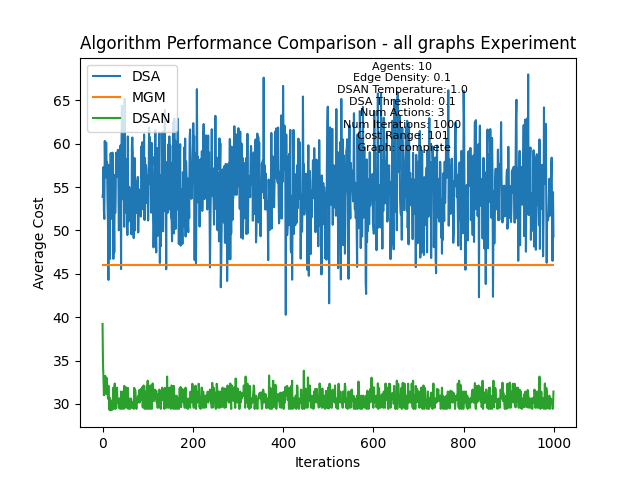 Algorithm Performance Comparison - all graphs Experiment
DSA
MGM
DSAN
Agents: 10
Edge Density: 0.1
DSAN Temperature: 1.0
DSA Threshold: 0.1
Num Actions: 3
Num Iterations: 1000
Cost Range: 101
Graph: complete
Average Cost
65
60
55
50
45
40
35
30
0
200
400
600
800
1000
Iterations